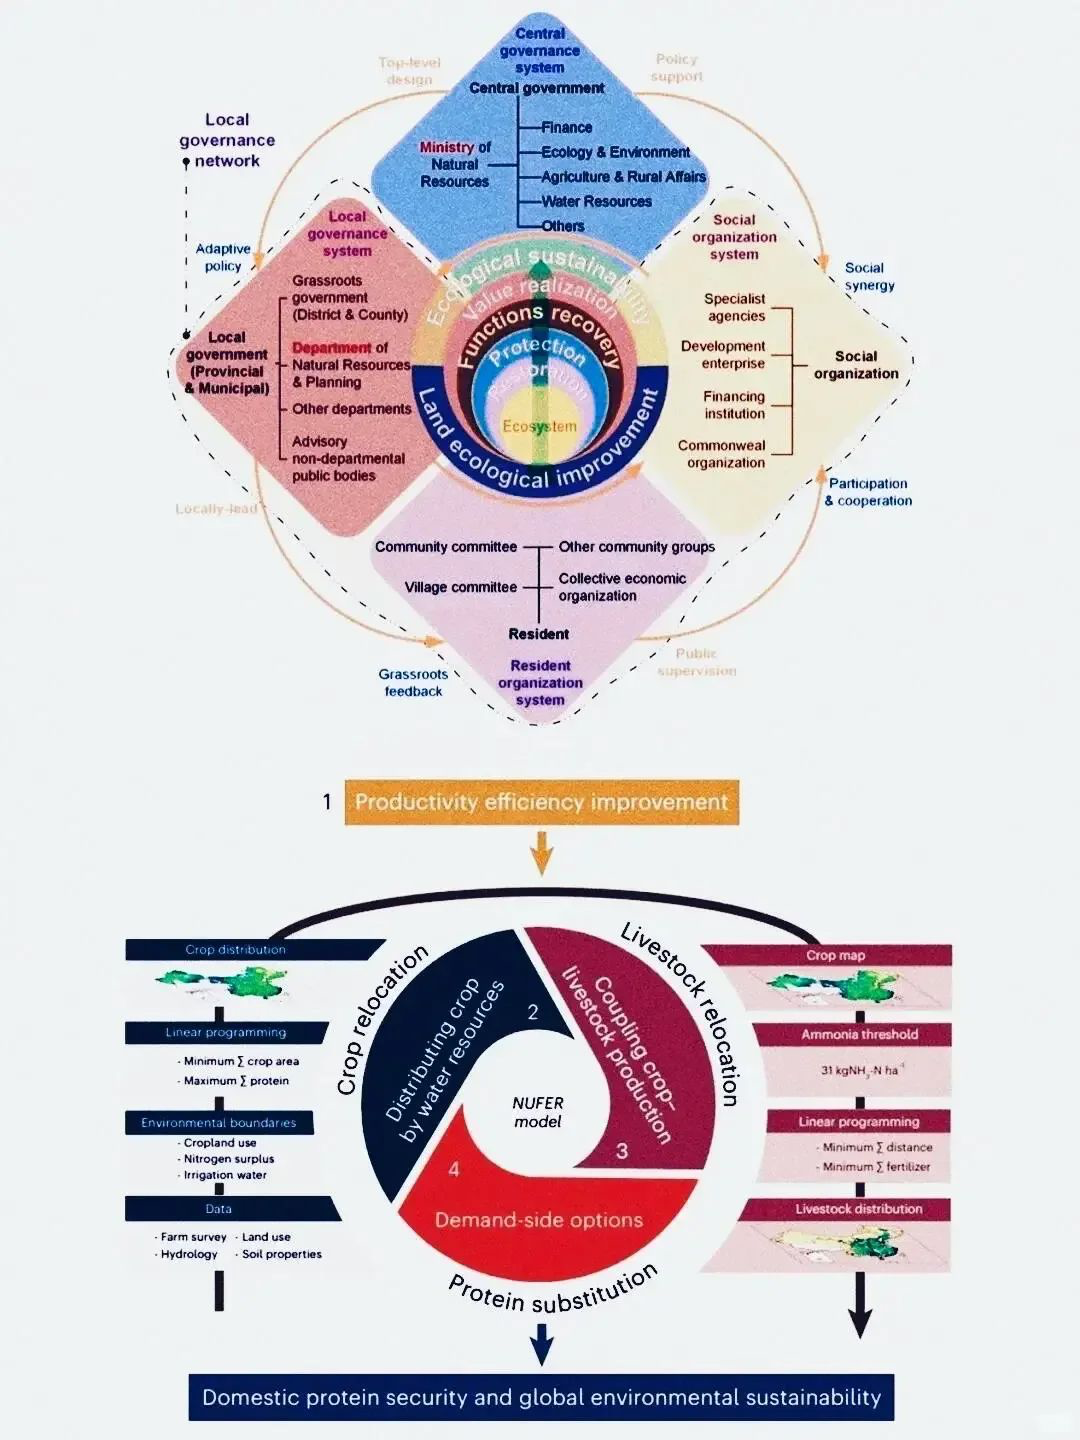 Central
governance
system
Central government
Finance
Ministry of
Natural
Resources
Ecology & Environment
Agriculture & Rural Affairs
Water Resources
Others
Top-level
design
Policy
support
Local
governance
network
Adaptive
policy
Local
governance
system
Grassroots
government
(District & County)
Local
government
(Provincial
& Municipal)
Department of
Natural Resources
& Planning
Other departments
Advisory
non-departmental
public bodies
Locally-lead
Social
organization
system
Social
synergy
Specialist
agencies
Development
enterprise
Social
organization
Financing
institution
Commonweal
organization
Participation
& cooperation
Ecological sustainability
Value realization
Functions recovery
Protection
Restoration
Ecosystem
Land ecological improvement
Community committee
Other community groups
Village committee
Collective economic
organization
Resident
Resident
organization
system
Grassroots
feedback
Public
supervision
1 Productivity efficiency improvement
Crop distribution
Linear programming
· Minimum ∑ crop area
· Maximum ∑ protein
Environmental boundaries
· Cropland use
· Nitrogen surplus
· Irrigation water
Data
· Farm survey · Land use
· Hydrology · Soil properties
Crop relocation
Distributing crop
by water resources
2
Livestock relocation
Coupling crop–
livestock production
3
NUFER
model
4
Demand-side options
Protein substitution
Crop map
Ammonia threshold
31 kgNH₃-N ha⁻¹
Linear programming
· Minimum ∑ distance
· Minimum ∑ fertilizer
Livestock distribution
Domestic protein security and global environmental sustainability